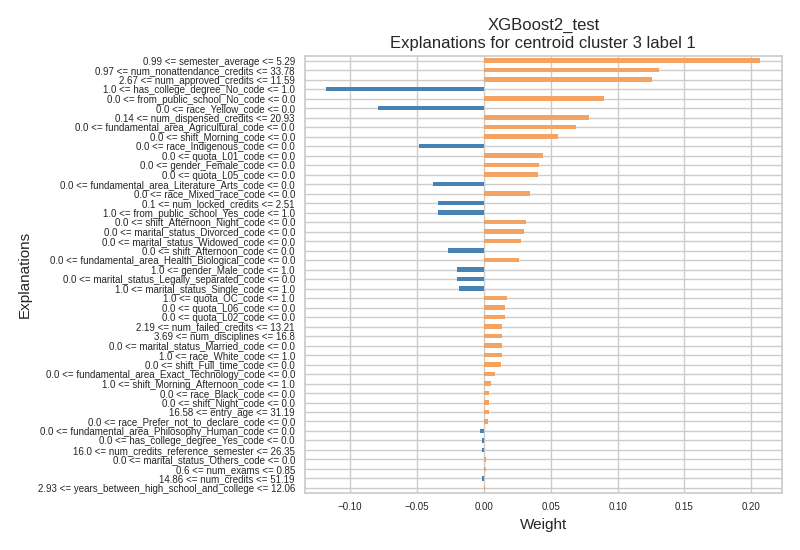 XGBoost2_test
Explanations for centroid cluster 3 label 1
0.99 <= semester_average <= 5.29
0.97 <= num_nonattendance_credits <= 33.78
2.67 <= num_approved_credits <= 11.59
1.0 <= has_college_degree_No_code <= 1.0
0.0 <= from_public_school_No_code <= 0.0
0.0 <= race_Yellow_code <= 0.0
0.14 <= num_dispensed_credits <= 20.93
0.0 <= fundamental_area_Agricultural_code <= 0.0
0.0 <= shift_Morning_code <= 0.0
0.0 <= race_Indigenous_code <= 0.0
0.0 <= quota_L01_code <= 0.0
0.0 <= gender_Female_code <= 0.0
0.0 <= quota_L05_code <= 0.0
0.0 <= fundamental_area_Literature_Arts_code <= 0.0
0.0 <= race_Mixed_race_code <= 0.0
0.1 <= num_locked_credits <= 2.51
1.0 <= from_public_school_Yes_code <= 1.0
0.0 <= shift_Afternoon_Night_code <= 0.0
0.0 <= marital_status_Divorced_code <= 0.0
0.0 <= marital_status_Widowed_code <= 0.0
0.0 <= shift_Afternoon_code <= 0.0
0.0 <= fundamental_area_Health_Biological_code <= 0.0
1.0 <= gender_Male_code <= 1.0
0.0 <= marital_status_Legally_separated_code <= 0.0
1.0 <= marital_status_Single_code <= 1.0
1.0 <= quota_OC_code <= 1.0
0.0 <= quota_L06_code <= 0.0
0.0 <= quota_L02_code <= 0.0
2.19 <= num_failed_credits <= 13.21
3.69 <= num_disciplines <= 16.8
0.0 <= marital_status_Married_code <= 0.0
1.0 <= race_White_code <= 1.0
0.0 <= shift_Full_time_code <= 0.0
0.0 <= fundamental_area_Exact_Technology_code <= 0.0
1.0 <= shift_Morning_Afternoon_code <= 1.0
0.0 <= race_Black_code <= 0.0
0.0 <= shift_Night_code <= 0.0
16.58 <= entry_age <= 31.19
0.0 <= race_Prefer_not_to_declare_code <= 0.0
0.0 <= fundamental_area_Philosophy_Human_code <= 0.0
0.0 <= has_college_degree_Yes_code <= 0.0
16.0 <= num_credits_reference_semester <= 26.35
0.0 <= marital_status_Others_code <= 0.0
0.6 <= num_exams <= 0.85
14.86 <= num_credits <= 51.19
2.93 <= years_between_high_school_and_college <= 12.06
Explanations
−0.10 −0.05 0.00 0.05 0.10 0.15 0.20
Weight